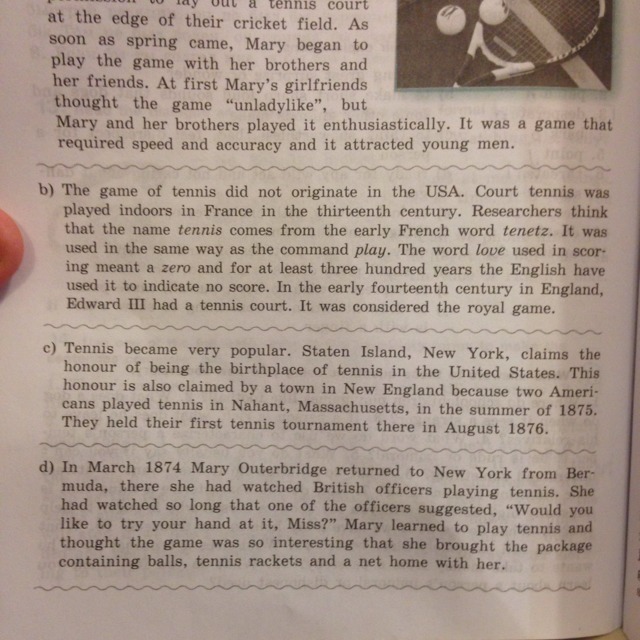 to lay out a tennis court
at the edge of their cricket field. As
soon as spring came, Mary began to
play the game with her brothers and
her friends. At first Mary's girlfriends
thought the game “unladylike”, but
Mary and her brothers played it enthusiastically. It was a game that
required speed and accuracy and it attracted young men.
b) The game of tennis did not originate in the USA. Court tennis was
played indoors in France in the thirteenth century. Researchers think
that the name tennis comes from the early French word tenetz. It was
used in the same way as the command play. The word love used in scor-
ing meant a zero and for at least three hundred years the English have
used it to indicate no score. In the early fourteenth century in England,
Edward III had a tennis court. It was considered the royal game.
c) Tennis became very popular. Staten Island, New York, claims the
honour of being the birthplace of tennis in the United States. This
honour is also claimed by a town in New England because two Ameri-
cans played tennis in Nahant, Massachusetts, in the summer of 1875.
They held their first tennis tournament there in August 1876.
d) In March 1874 Mary Outerbridge returned to New York from Ber-
muda, there she had watched British officers playing tennis. She
had watched so long that one of the officers suggested, “Would you
like to try your hand at it, Miss?” Mary learned to play tennis and
thought the game was so interesting that she brought the package
containing balls, tennis rackets and a net home with her.